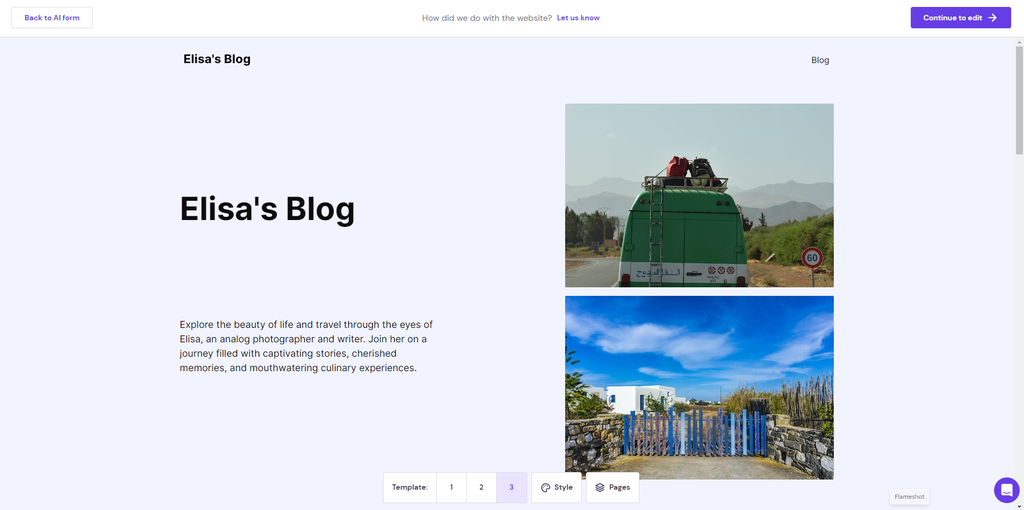 Back to AI form
How did we do with the website? Let us know
Continue to edit
Elisa's Blog
Blog
Elisa's Blog
60
Explore the beauty of life and travel through the eyes of
Elisa, an analog photographer and writer. Join her on a
journey filled with captivating stories, cherished
memories, and mouthwatering culinary experiences.
Template: 1 2 3 Style Pages
Flameshot